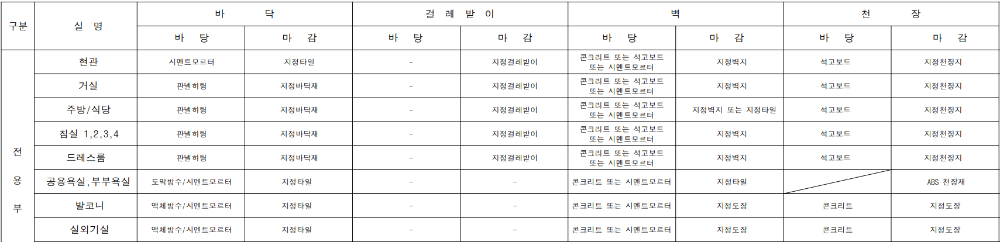 구분 실 명 바 닥 걸 레 받 이 벽 천 장
바 탕 마 감 바 탕 마 감 바 탕 마 감 바 탕 마 감
현관 시멘트모르터 지정타일 - 지정걸레받이 콘크리트 또는 석고보드 또는 시멘트모르터 지정벽지 석고보드 지정천장지
거실 판넬히팅 지정바닥재 - 지정걸레받이 콘크리트 또는 석고보드 또는 시멘트모르터 지정벽지 석고보드 지정천장지
주방/식당 판넬히팅 지정바닥재 - 지정걸레받이 콘크리트 또는 석고보드 또는 시멘트모르터 지정벽지 또는 지정타일 석고보드 지정천장지
침실 1,2,3,4 판넬히팅 지정바닥재 - 지정걸레받이 콘크리트 또는 석고보드 또는 시멘트모르터 지정벽지 석고보드 지정천장지
전 드레스룸 판넬히팅 지정바닥재 - 지정걸레받이 콘크리트 또는 석고보드 또는 시멘트모르터 지정벽지 석고보드 지정천장지
용 공용욕실,부부욕실 도막방수/시멘트모르터 지정타일 - - 콘크리트 또는 시멘트모르터 지정타일 ABS 천장재
부 발코니 액체방수/시멘트모르터 지정타일 - - 콘크리트 또는 시멘트모르터 지정도장 콘크리트 지정도장
실외기실 액체방수/시멘트모르터 지정타일 - - 콘크리트 또는 시멘트모르터 지정도장 콘크리트 지정도장